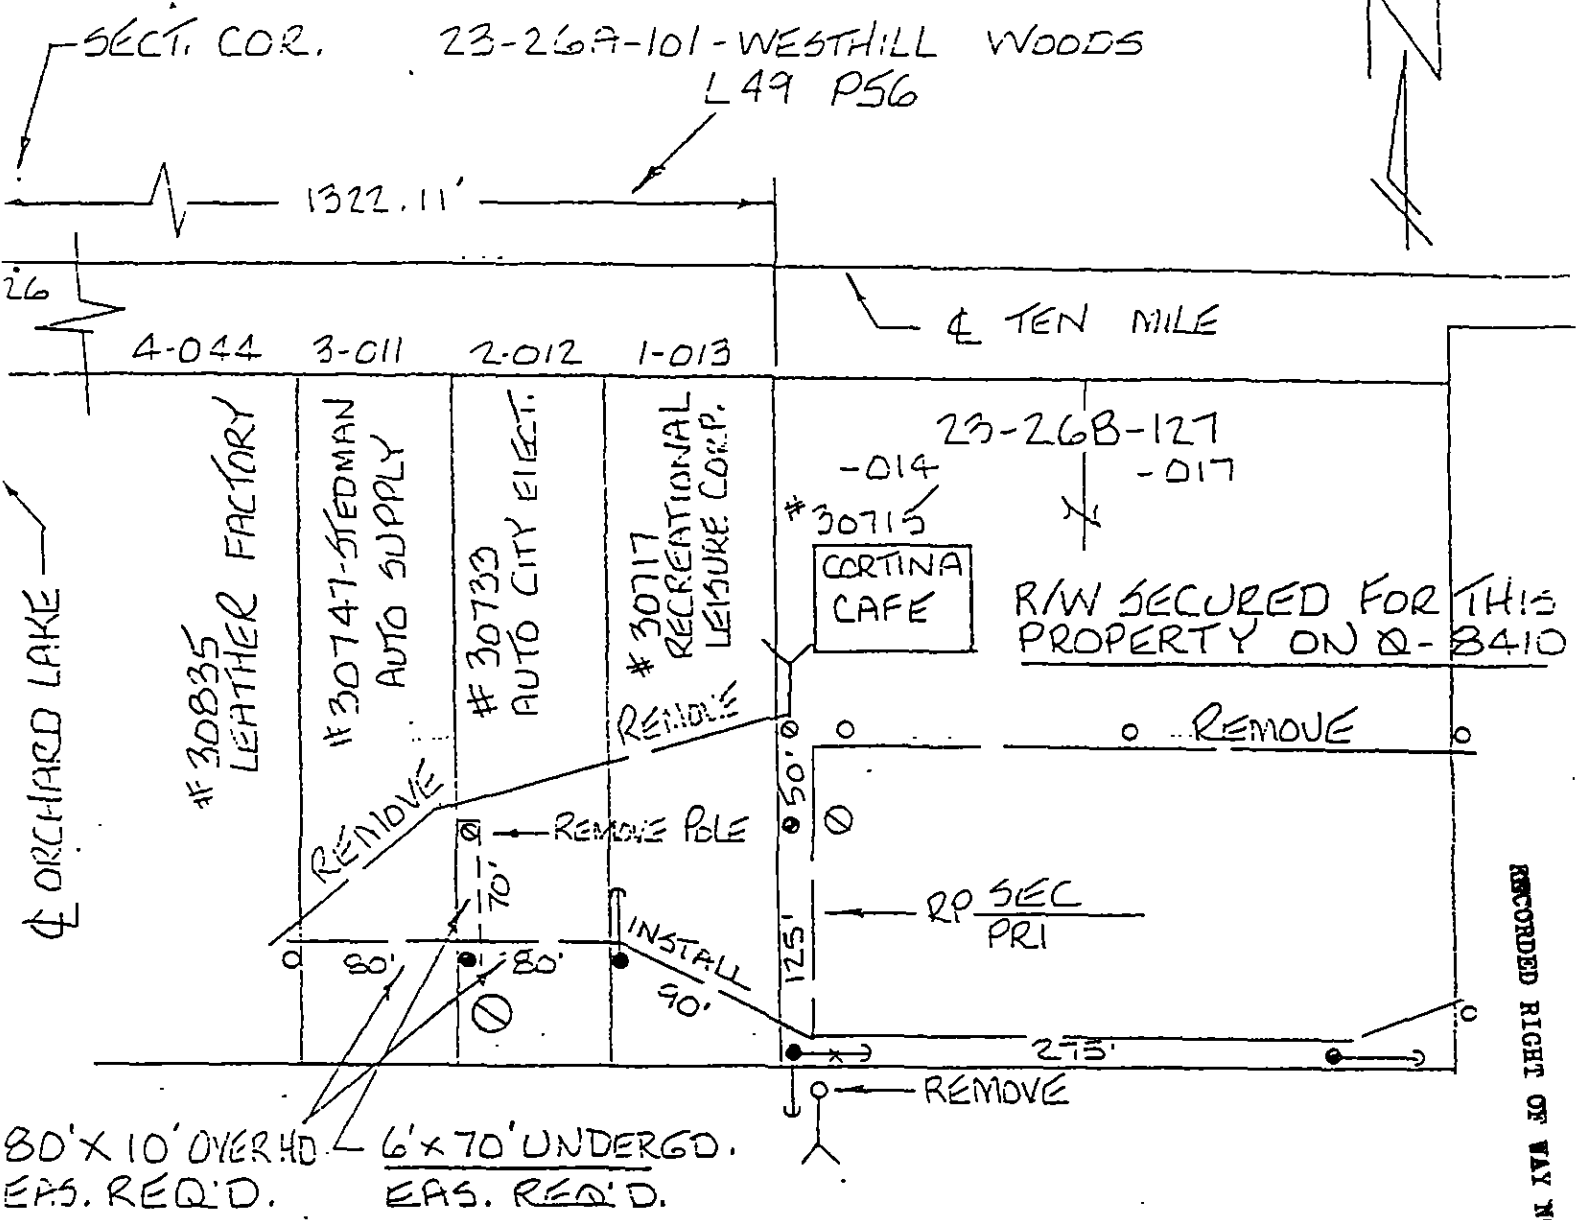 SECT. COR.
23-26A-101-WESTHILL WOODS
L49 P56
N
1322.11'
26
℄ TEN MILE
4-044
3-011
2-012
1-013
23-26B-127
-014
-017
#30715
CORTINA
CAFE
R/W SECURED FOR THIS
PROPERTY ON Q-8410
℄ ORCHARD LAKE
#30835
LEATHER FACTORY
#30747-STEDMAN
AUTO SUPPLY
#30733
AUTO CITY ELECT.
#30717
RECREATIONAL
LEISURE CORP.
REMOVE
REMOVE
REMOVE
REMOVE POLE
50'
70'
125'
RP SEC
PRI
INSTALL
80'
80'
90'
275'
REMOVE
80'X10' OVERHD
EAS. REQ'D.
6'x70' UNDERGD.
EAS. REQ'D.
RECORDED RIGHT OF WAY N